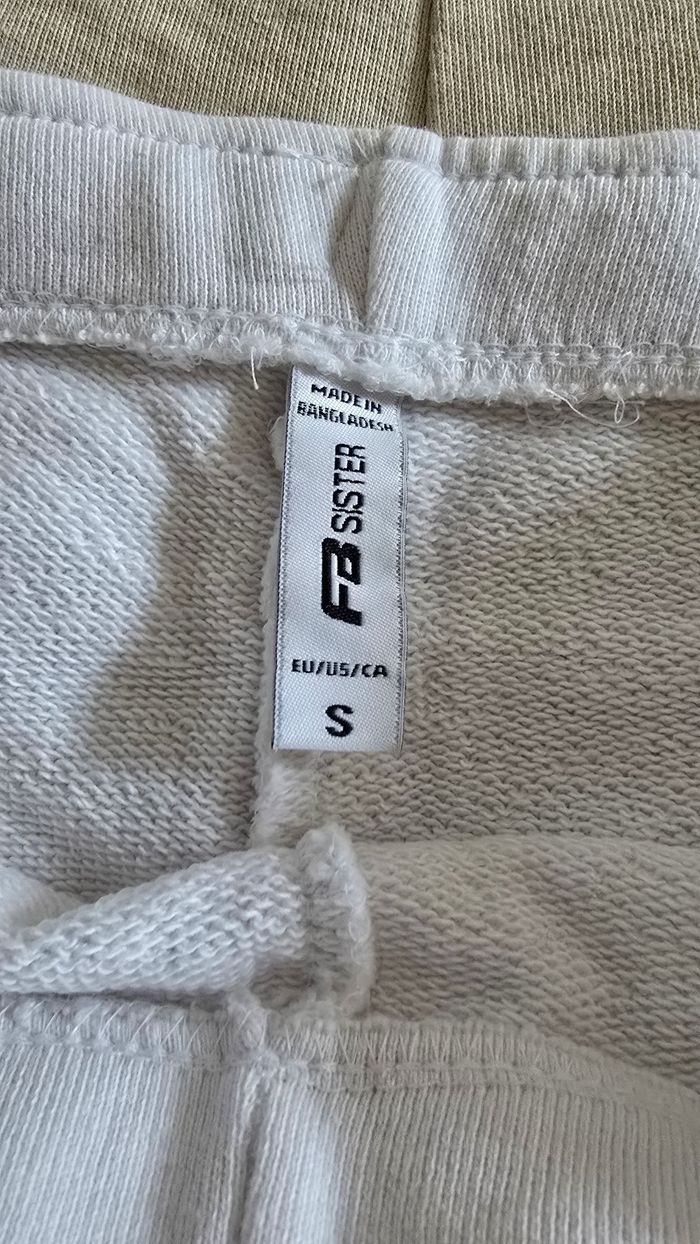 MADE IN
BANGLADESH
FB SISTER
EU/US/CA
S